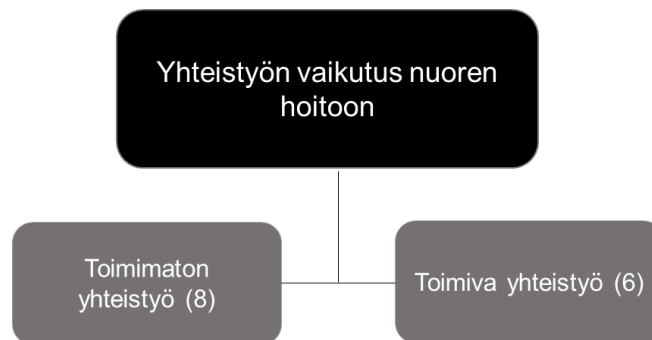 Yhteistyön vaikutus nuoren
hoitoon
Toimimaton
yhteistyö (8)
Toimiva yhteistyö (6)